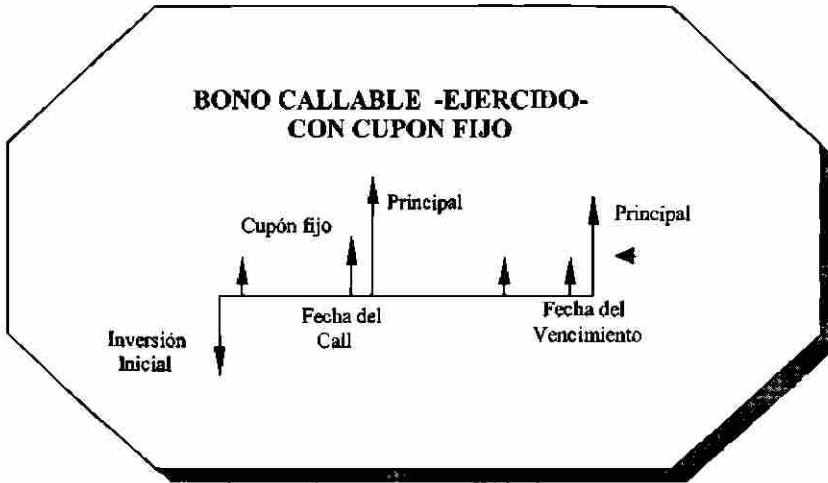 BONO CALLABLE -EJERCIDO-
CON CUPON FIJO
Principal
Principal
Cupón fijo
Fecha del
Call
Fecha del
Vencimiento
Inversión
Inicial